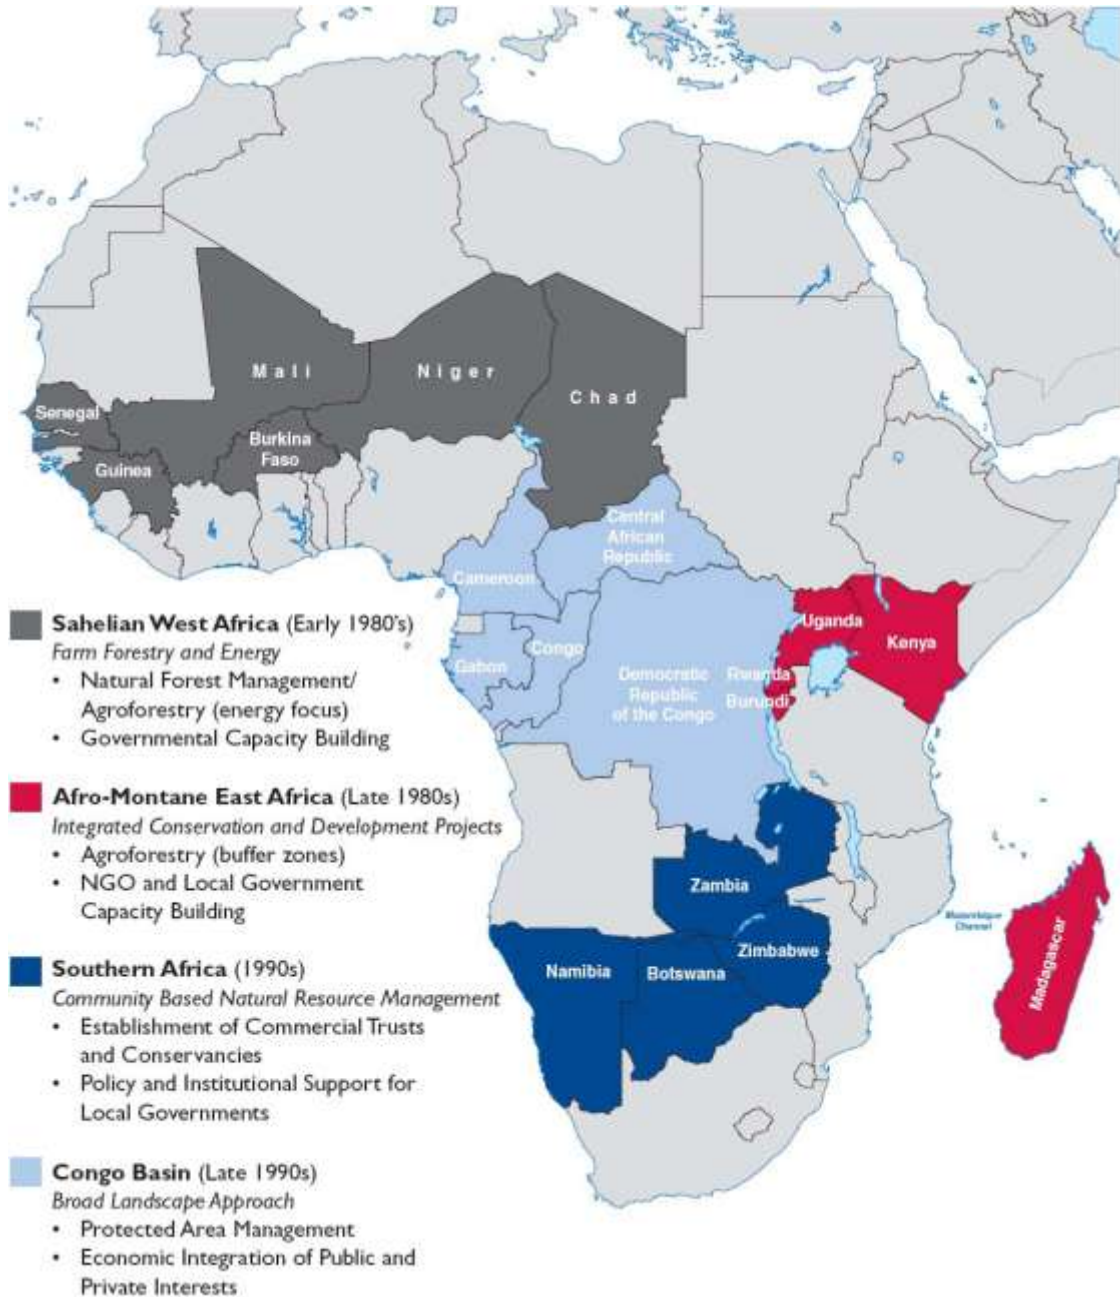 Mali
Niger
Chad
Senegal
Burkina
Faso
Guinea
Central
African
Republic
Cameroon
Uganda
Kenya
Gabon
Congo
Democratic
Republic
of the Congo
Rwanda
Burundi
Zambia
Zimbabwe
Namibia
Botswana
Mozambique
Channel
Madagascar
Sahelian West Africa (Early 1980's)
Farm Forestry and Energy
• Natural Forest Management/
Agroforestry (energy focus)
• Governmental Capacity Building
Afro-Montane East Africa (Late 1980s)
Integrated Conservation and Development Projects
• Agroforestry (buffer zones)
• NGO and Local Government
Capacity Building
Southern Africa (1990s)
Community Based Natural Resource Management
• Establishment of Commercial Trusts
and Conservancies
• Policy and Institutional Support for
Local Governments
Congo Basin (Late 1990s)
Broad Landscape Approach
• Protected Area Management
• Economic Integration of Public and
Private Interests